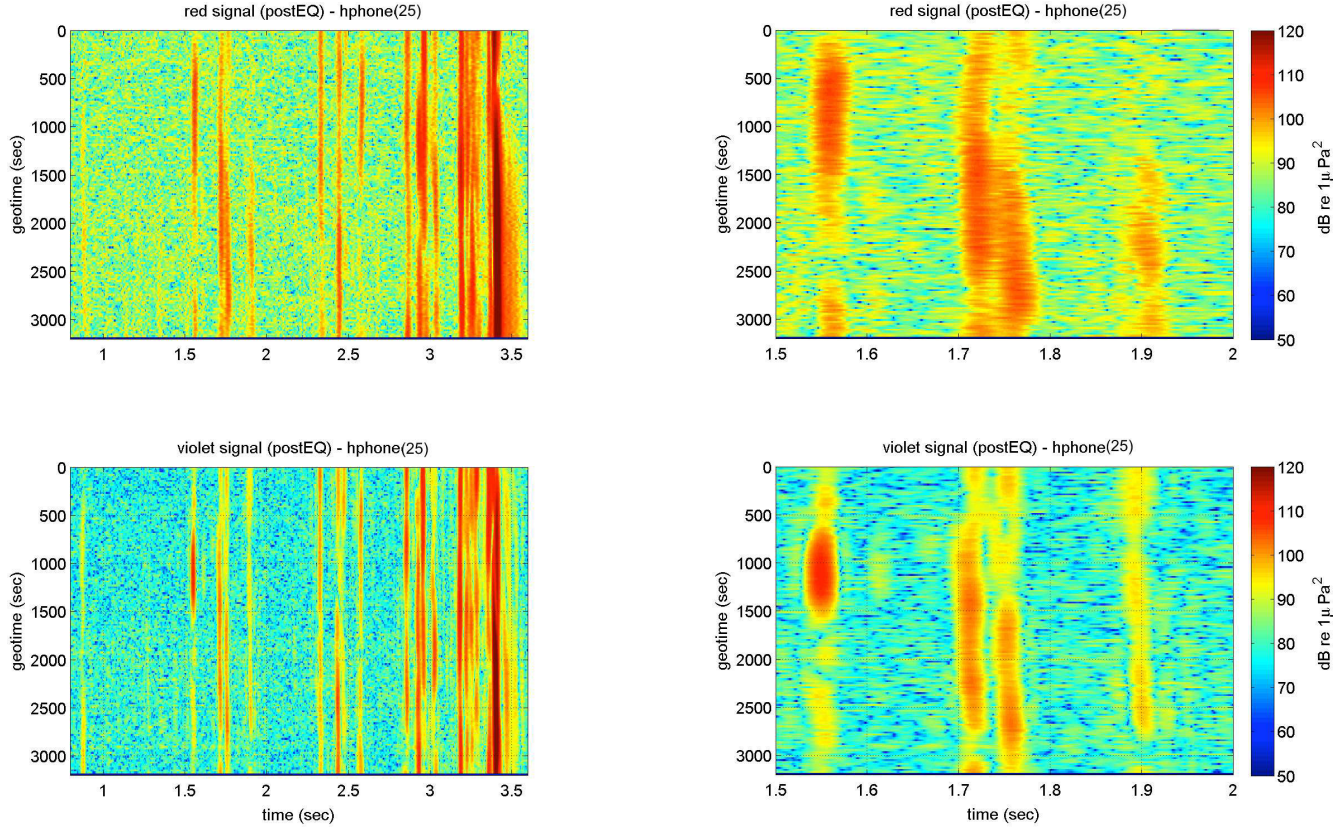 red signal (postEQ) - hphone(25)
0
500
1000
1500
2000
2500
3000
geotime (sec)
1 1.5 2 2.5 3 3.5
red signal (postEQ) - hphone(25)
0
500
1000
1500
2000
2500
3000
geotime (sec)
1.5 1.6 1.7 1.8 1.9 2
120
110
100
90
80
70
60
50
dB re 1μ Pa²
violet signal (postEQ) - hphone(25)
0
500
1000
1500
2000
2500
3000
geotime (sec)
1 1.5 2 2.5 3 3.5
time (sec)
violet signal (postEQ) - hphone(25)
0
500
1000
1500
2000
2500
3000
geotime (sec)
1.5 1.6 1.7 1.8 1.9 2
time (sec)
120
110
100
90
80
70
60
50
dB re 1μ Pa²